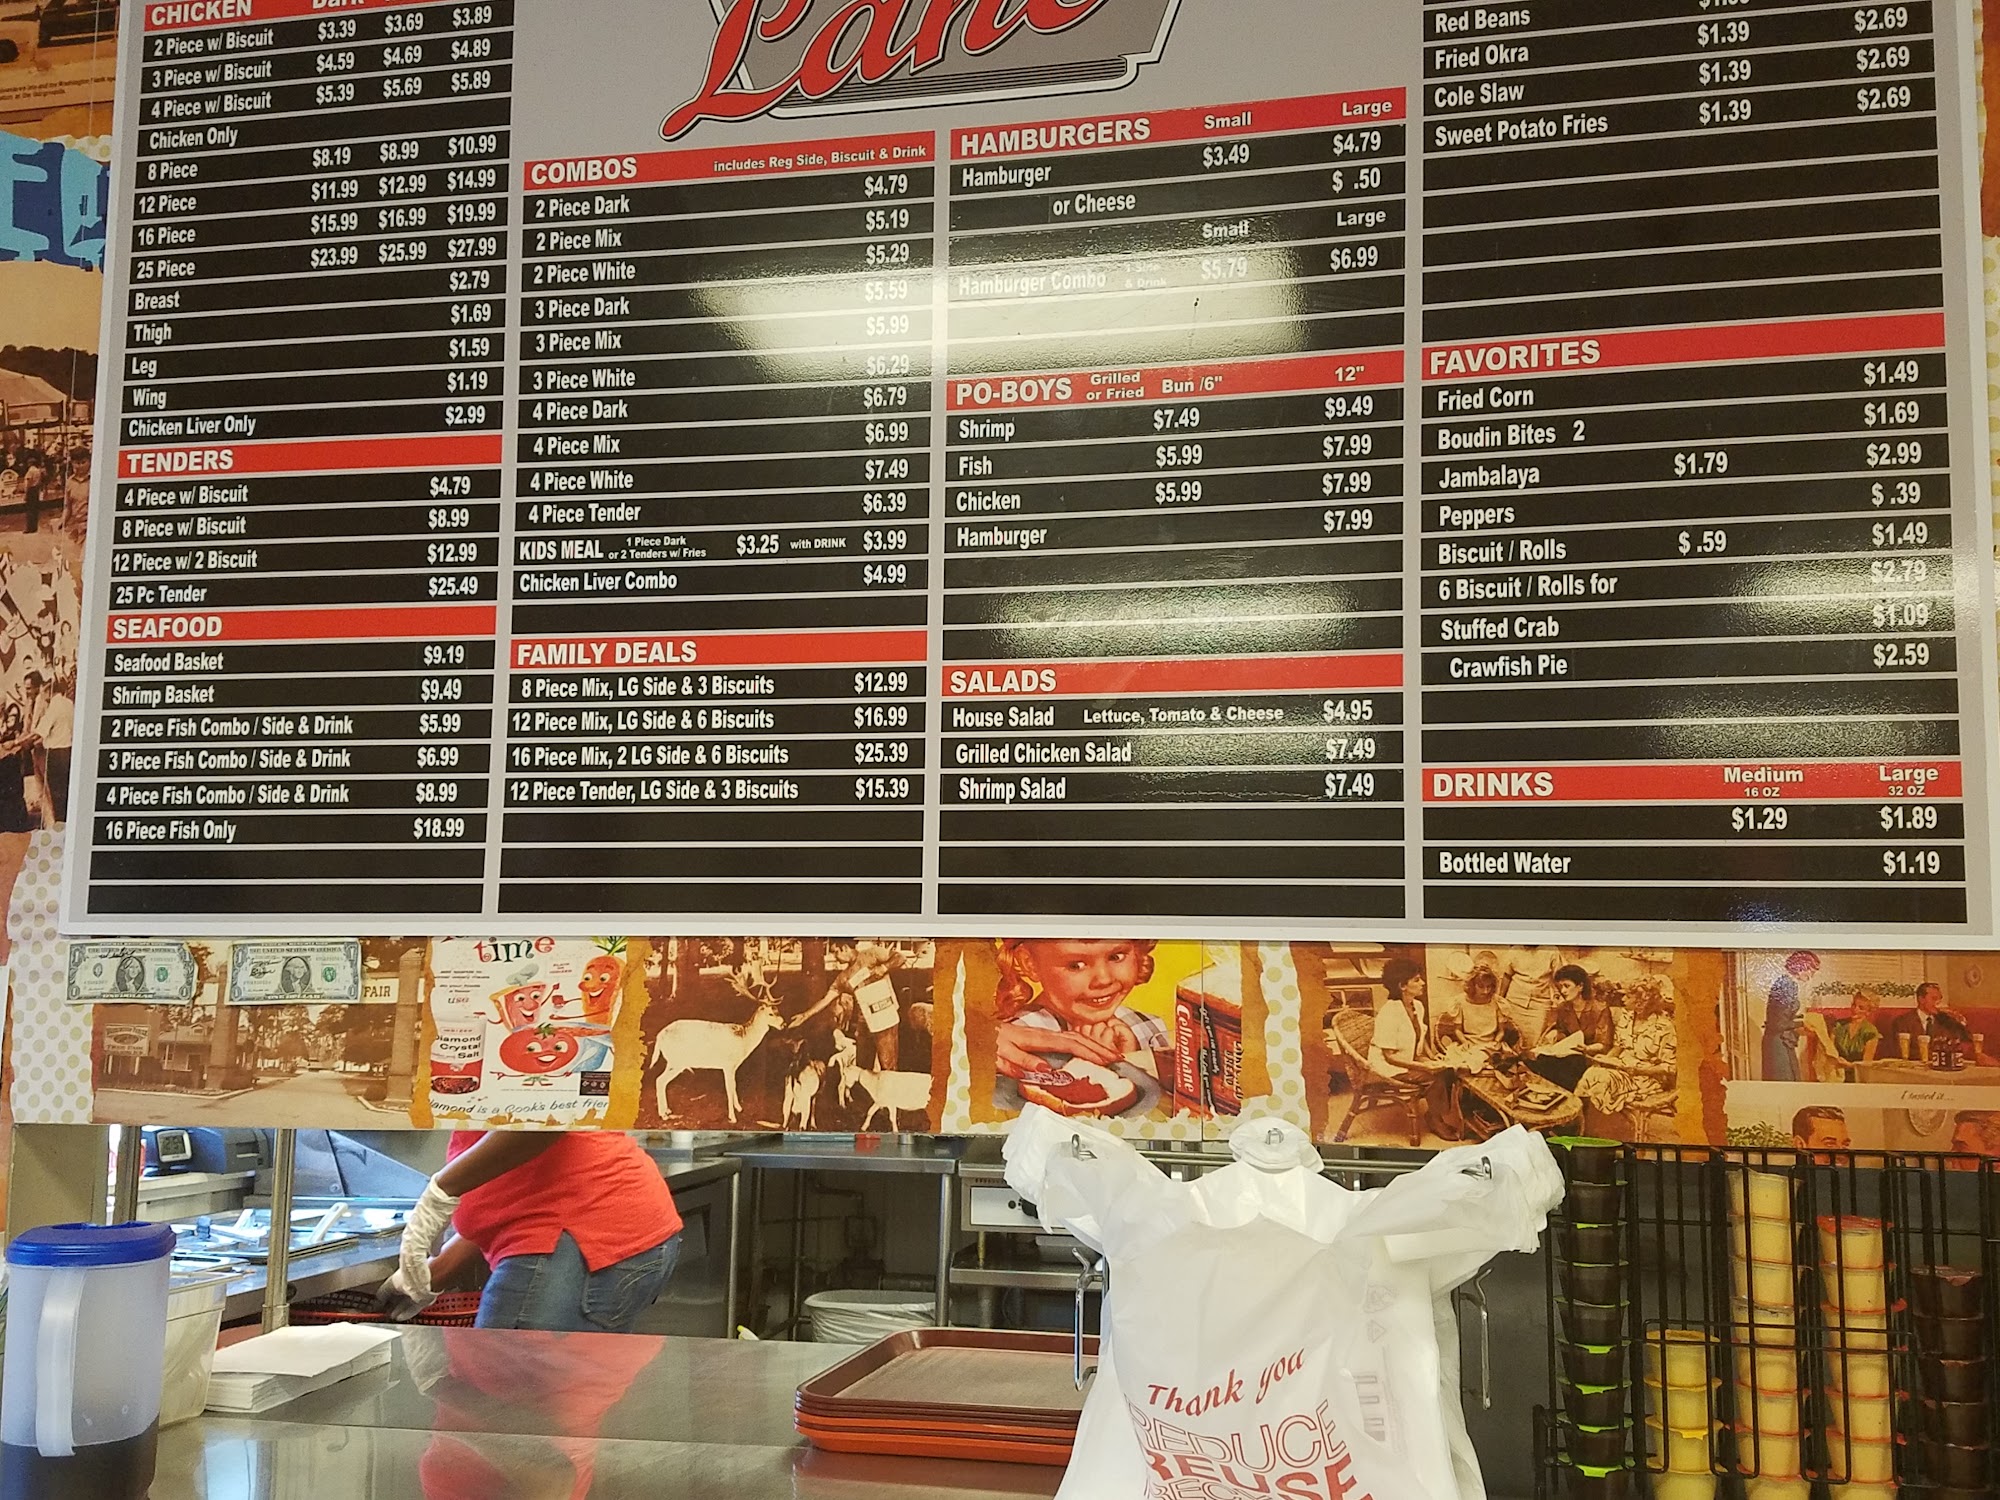 CHICKEN
2 Piece w/ Biscuit $3.39 $3.69 $3.89
3 Piece w/ Biscuit $4.59 $4.69 $4.89
4 Piece w/ Biscuit $5.39 $5.69 $5.89
Chicken Only
8 Piece $8.19 $8.99 $10.99
12 Piece $11.99 $12.99 $14.99
16 Piece $15.99 $16.99 $19.99
25 Piece $23.99 $25.99 $27.99
Breast $2.79
Thigh $1.69
Leg $1.59
Wing $1.19
Chicken Liver Only $2.99
TENDERS
4 Piece w/ Biscuit $4.79
8 Piece w/ Biscuit $8.99
12 Piece w/ 2 Biscuit $12.99
25 Pc Tender $25.49
SEAFOOD
Seafood Basket $9.19
Shrimp Basket $9.49
2 Piece Fish Combo / Side & Drink $5.99
3 Piece Fish Combo / Side & Drink $6.99
4 Piece Fish Combo / Side & Drink $8.99
16 Piece Fish Only $18.99
Lane
COMBOS includes Reg Side, Biscuit & Drink
2 Piece Dark $4.79
2 Piece Mix $5.19
2 Piece White $5.29
3 Piece Dark $5.59
3 Piece Mix $5.99
3 Piece White $6.29
4 Piece Dark $6.79
4 Piece Mix $6.99
4 Piece White $7.49
4 Piece Tender $6.39
KIDS MEAL 1 Piece Dark or 2 Tenders w/ Fries $3.25 with DRINK $3.99
Chicken Liver Combo $4.99
FAMILY DEALS
8 Piece Mix, LG Side & 3 Biscuits $12.99
12 Piece Mix, LG Side & 6 Biscuits $16.99
16 Piece Mix, 2 LG Side & 6 Biscuits $25.39
12 Piece Tender, LG Side & 3 Biscuits $15.39
HAMBURGERS Small Large
Hamburger $3.49 $4.79
or Cheese $ .50
Small Large
Hamburger Combo 1 Side & Drink $5.79 $6.99
PO-BOYS Grilled or Fried Bun /6" 12"
Shrimp $7.49 $9.49
Fish $5.99 $7.99
Chicken $5.99 $7.99
Hamburger $7.99
SALADS
House Salad Lettuce, Tomato & Cheese $4.95
Grilled Chicken Salad $7.49
Shrimp Salad $7.49
Red Beans $1.39 $2.69
Fried Okra $1.39 $2.69
Cole Slaw $1.39 $2.69
Sweet Potato Fries
FAVORITES
Fried Corn $1.49
Boudin Bites 2 $1.69
Jambalaya $1.79 $2.99
Peppers $ .39
Biscuit / Rolls $ .59 $1.49
6 Biscuit / Rolls for $2.79
Stuffed Crab $1.09
Crawfish Pie $2.59
DRINKS Medium 16 OZ Large 32 OZ
$1.29 $1.89
Bottled Water $1.19
FAIR
time
use
Diamond Crystal Salt
is a Cook's best friend
Cellophane
Thank you
REDUCE
REUSE